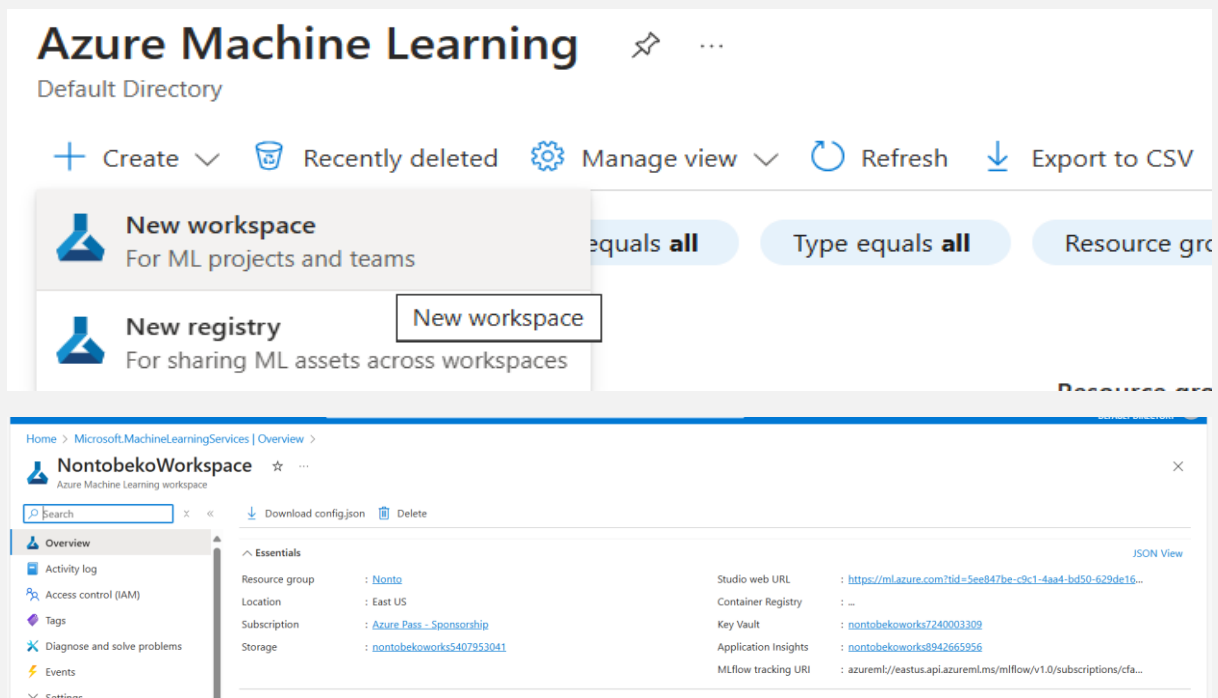 Azure Machine Learning ...
Default Directory
Create Recently deleted Manage view Refresh Export to CSV
New workspace
For ML projects and teams
equals all Type equals all Resource gro
New workspace
New registry
For sharing ML assets across workspaces
Resource gro
Home > Microsoft.MachineLearningServices | Overview >
NontobekoWorkspace ...
Azure Machine Learning workspace
Search
Download config.json Delete
Overview
Activity log
Access control (IAM)
Tags
Diagnose and solve problems
Events
Settings
Essentials JSON View
Resource group : Nonto
Location : East US
Subscription : Azure Pass - Sponsorship
Storage : nontobekoworks5407953041
Studio web URL : https://ml.azure.com?tid=5ee847be-c9c1-4aa4-bd50-629de16...
Container Registry : ...
Key Vault : nontobekoworks7240003309
Application Insights : nontobekoworks8942665956
MLflow tracking URI : azureml://eastus.api.azureml.ms/mlflow/v1.0/subscriptions/cfa...